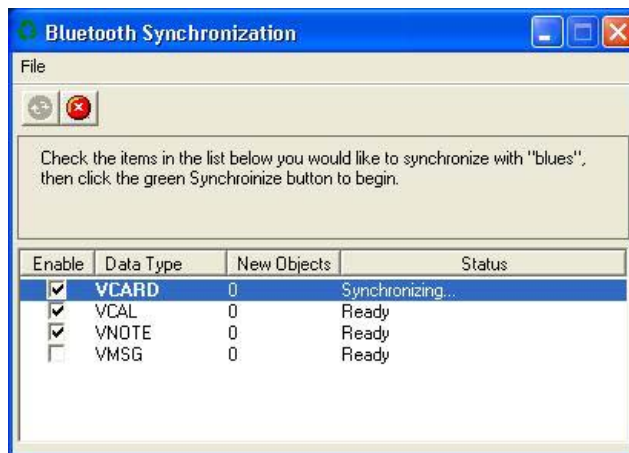 Bluetooth Synchronization
File
Check the items in the list below you would like to synchronize with "blues",
then click the green Synchroinize button to begin.
Enable Data Type New Objects Status
VCARD 0 Synchronizing...
VCAL 0 Ready
VNOTE 0 Ready
VMSG 0 Ready